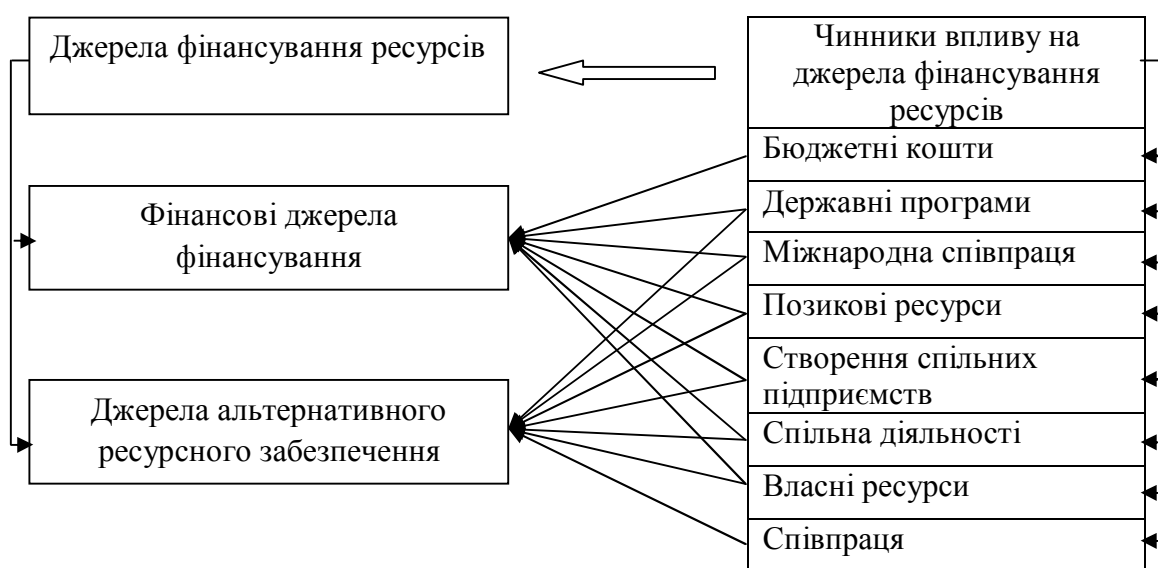 Джерела фінансування ресурсів
Фінансові джерела
фінансування
Джерела альтернативного
ресурсного забезпечення
Чинники впливу на
джерела фінансування
ресурсів
Бюджетні кошти
Державні програми
Міжнародна співпраця
Позикові ресурси
Створення спільних
підприємств
Спільна діяльності
Власні ресурси
Співпраця